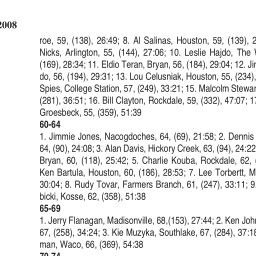 2008
roe, 59, (138), 26:49; 8. Al Salinas, Houston, 59, (139), 2
Nicks, Arlington, 55, (144), 27:06; 10. Leslie Hajdo, The W
(169), 28:34; 11. Eldio Teran, Bryan, 56, (184), 29:04; 12. Ji
do, 56, (194), 29:31; 13. Lou Celusniak, Houston, 55, (234),
Spies, College Station, 57, (249), 33:21; 15. Malcolm Stewar
(281), 36:51; 16. Bill Clayton, Rockdale, 59, (332), 47:07; 17
Groesbeck, 55, (359), 51:39
60-64
1. Jimmie Jones, Nacogdoches, 64, (69), 21:58; 2. Dennis
64, (90), 24:08; 3. Alan Davis, Hickory Creek, 63, (94), 24:22
Bryan, 60, (118), 25:42; 5. Charlie Kouba, Rockdale, 62, (
Ken Bartula, Houston, 60, (186), 28:53; 7. Lee Torbertt, M
30:04; 8. Rudy Tovar, Farmers Branch, 61, (247), 33:11; 9
bicki, Kosse, 62, (358), 51:38
65-69
1. Jerry Flanagan, Madisonville, 68,(153), 27:44; 2. Ken John
67, (258), 34:24; 3. Kie Muzyka, Southlake, 67, (284), 37:18
man, Waco, 66, (369), 54:38
70-74